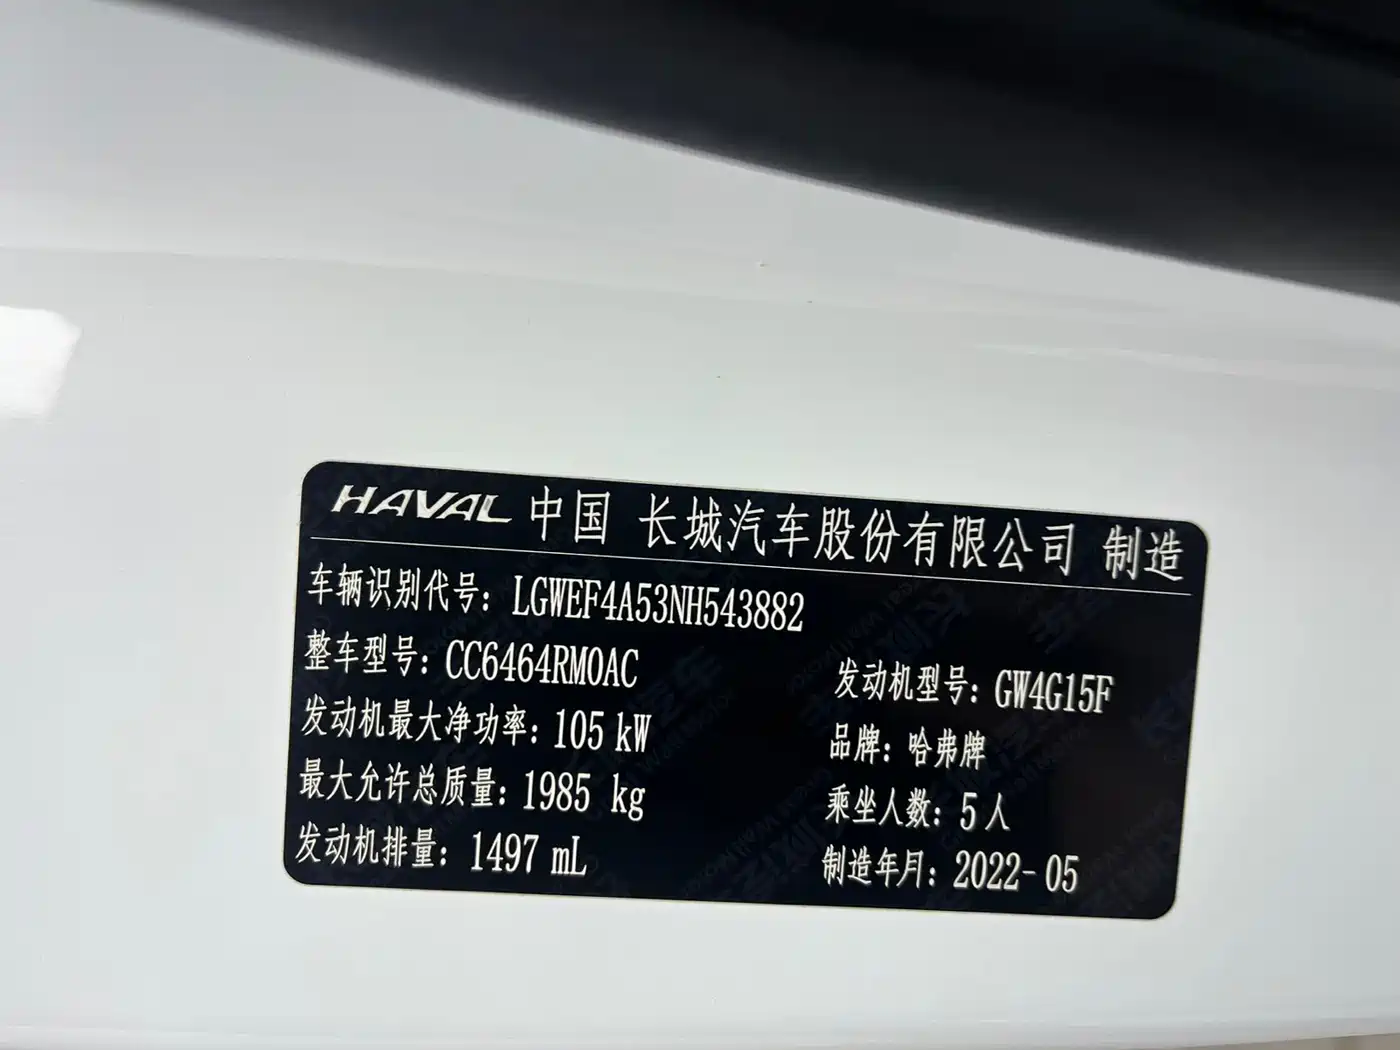 HAVAL 中国 长城汽车股份有限公司 制造
车辆识别代号：LGWEF4A53NH543882
整车型号：CC6464RM0AC
发动机型号：GW4G15F
发动机最大净功率：105 kW
品牌：哈弗牌
最大允许总质量：1985 kg
乘坐人数：5人
发动机排量：1497 mL
制造年月：2022-05